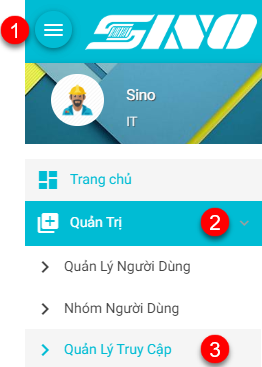 1
SINO
Sino
IT
Trang chủ
Quản Trị 2
Quản Lý Người Dùng
Nhóm Người Dùng
Quản Lý Truy Cập 3